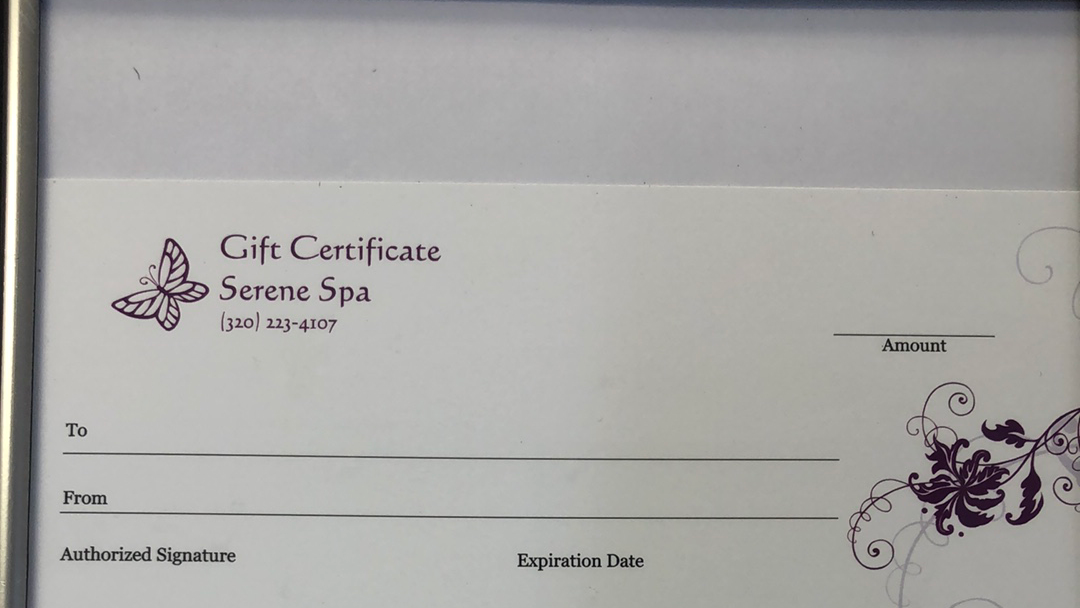 Gift Certificate
Serene Spa
(320) 223-4107
Amount
To
From
Authorized Signature
Expiration Date